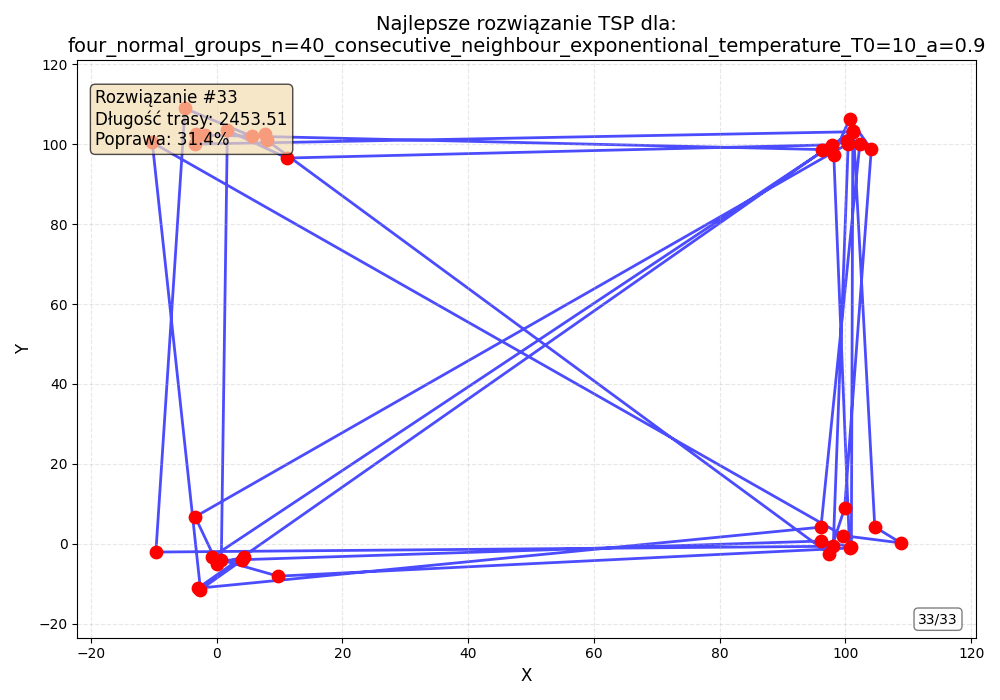 Najlepsze rozwiązanie TSP dla:
four_normal_groups_n=40_consecutive_neighbour_exponentional_temperature_T0=10_a=0.9
Rozwiązanie #33
Długość trasy: 2453.51
Poprawa: 31.4%
120
100
80
60
40
20
0
−20
Y
33/33
−20
0
20
40
60
80
100
120
X